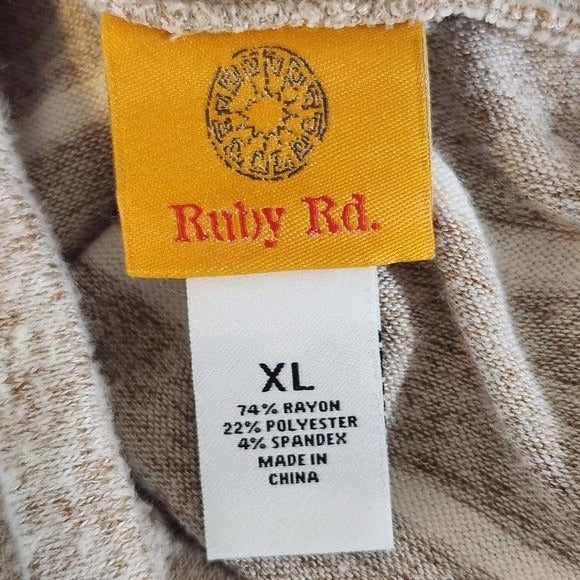 Ruby Rd.
XL
74% RAYON
22% POLYESTER
4% SPANDEX
MADE IN
CHINA